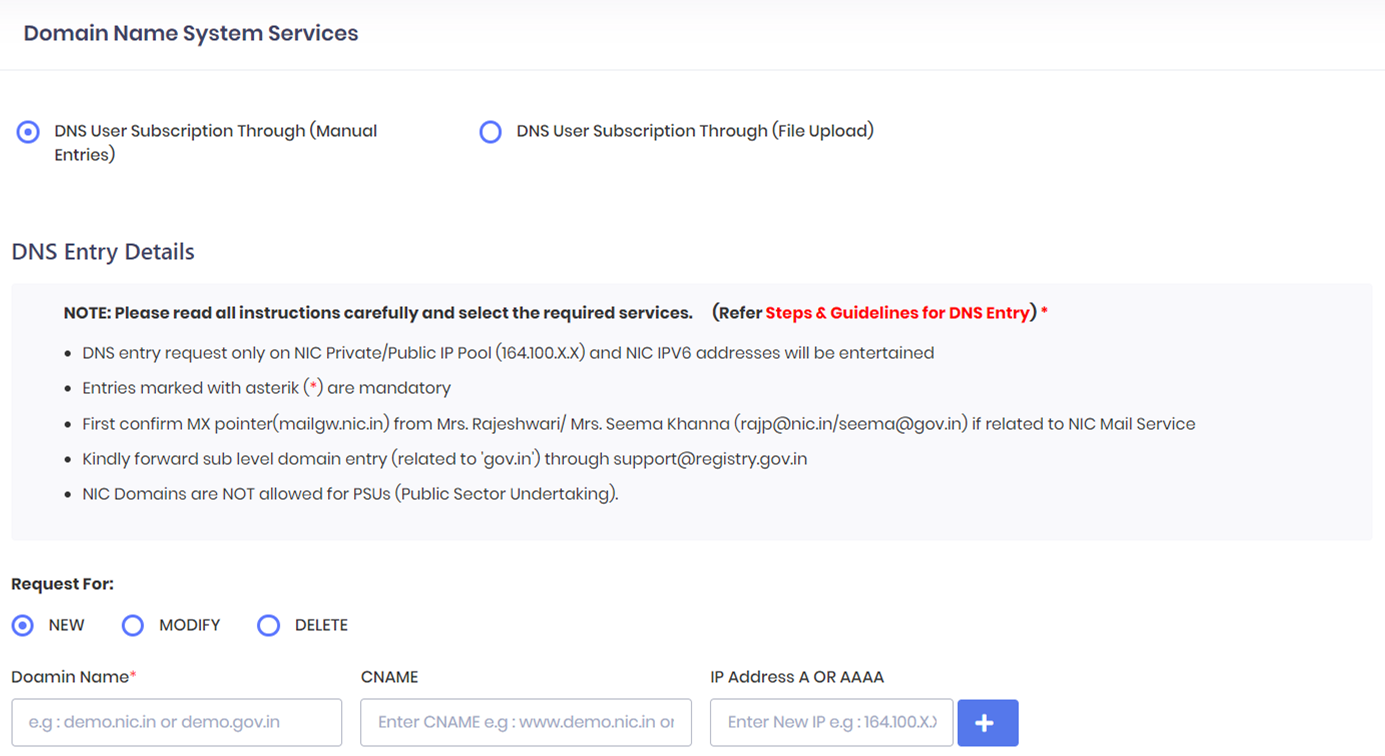 Domain Name System Services
DNS User Subscription Through (Manual
Entries)
DNS User Subscription Through (File Upload)
DNS Entry Details
NOTE: Please read all instructions carefully and select the required services. (Refer Steps & Guidelines for DNS Entry) *
• DNS entry request only on NIC Private/Public IP Pool (164.100.X.X) and NIC IPV6 addresses will be entertained
• Entries marked with asterik (*) are mandatory
• First confirm MX pointer(mailgw.nic.in) from Mrs. Rajeshwari/ Mrs. Seema Khanna (rajp@nic.in/seema@gov.in) if related to NIC Mail Service
• Kindly forward sub level domain entry (related to 'gov.in') through support@registry.gov.in
• NIC Domains are NOT allowed for PSUs (Public Sector Undertaking).
Request For:
NEW MODIFY DELETE
Doamin Name* CNAME IP Address A OR AAAA
e.g : demo.nic.in or demo.gov.in Enter CNAME e.g : www.demo.nic.in or Enter New IP e.g : 164.100.X.X +